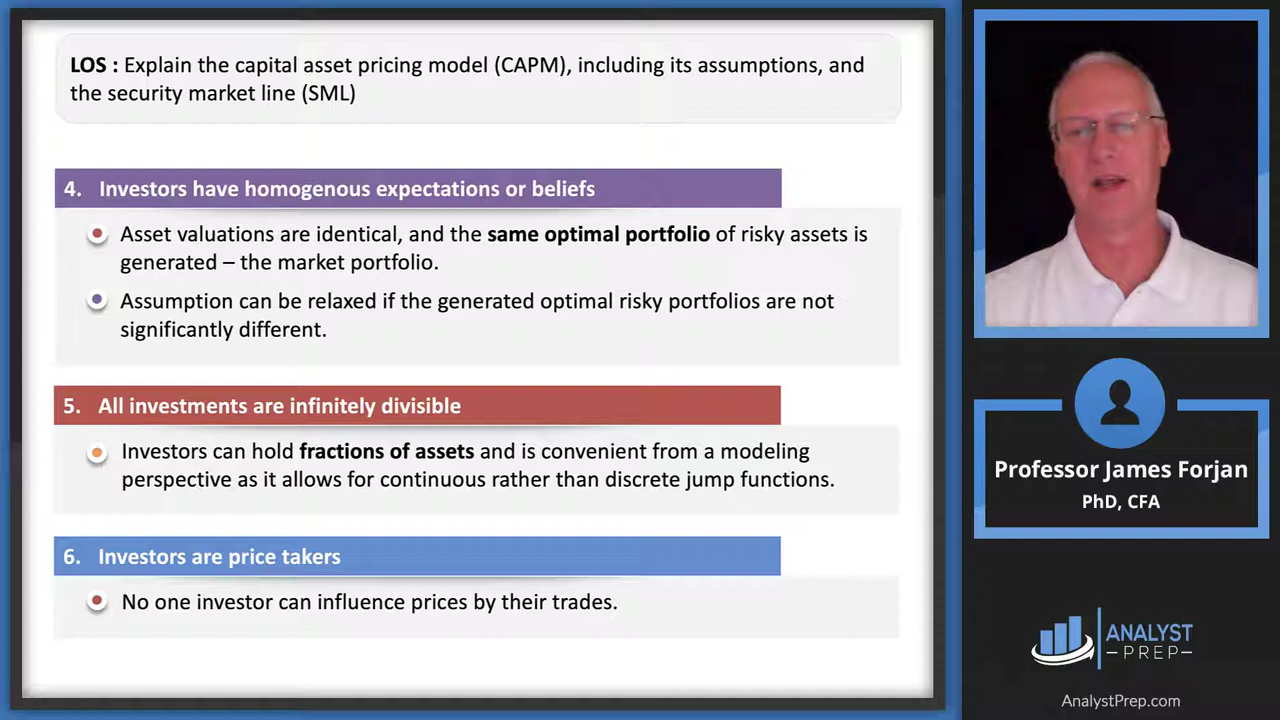 LOS : Explain the capital asset pricing model (CAPM), including its assumptions, and
the security market line (SML)
4. Investors have homogenous expectations or beliefs
Asset valuations are identical, and the same optimal portfolio of risky assets is
generated – the market portfolio.
Assumption can be relaxed if the generated optimal risky portfolios are not
significantly different.
5. All investments are infinitely divisible
Investors can hold fractions of assets and is convenient from a modeling
perspective as it allows for continuous rather than discrete jump functions.
6. Investors are price takers
No one investor can influence prices by their trades.
Professor James Forjan
PhD, CFA
ANALYST
PREP
AnalystPrep.com